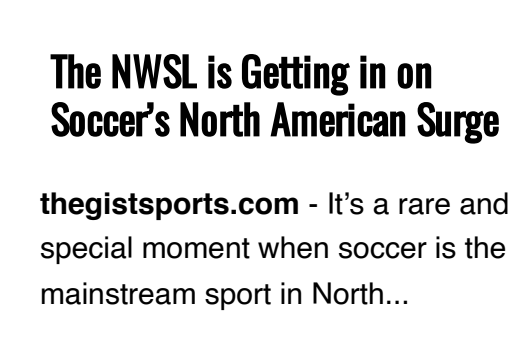 The NWSL is Getting in on
Soccer’s North American Surge
thegistsports.com - It’s a rare and
special moment when soccer is the
mainstream sport in North...